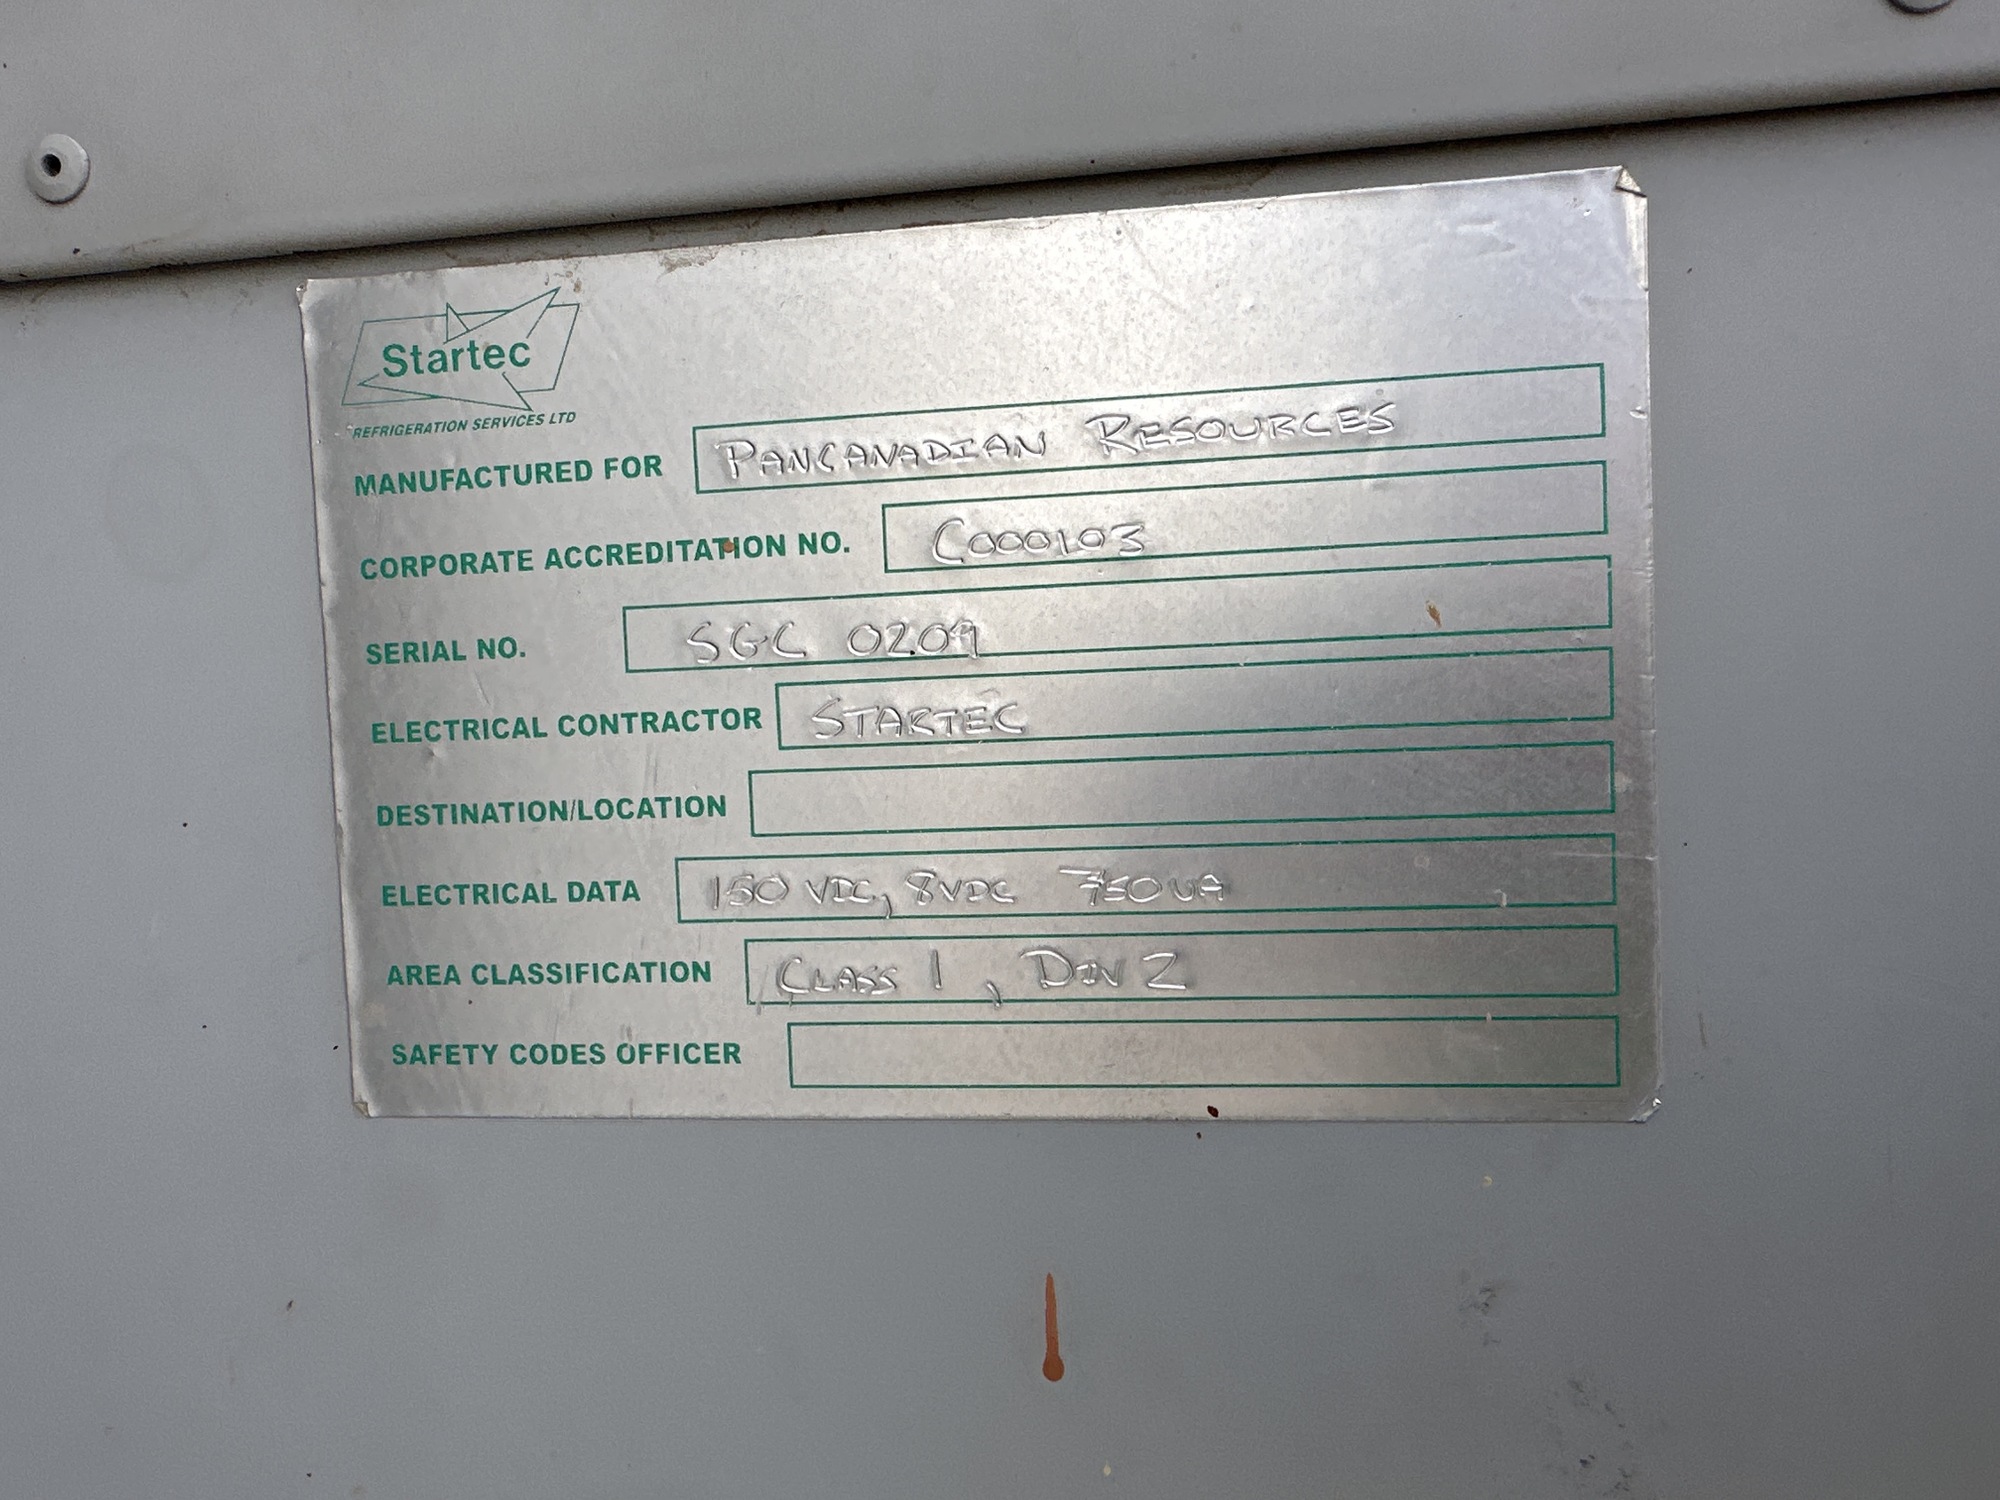 Startec
REFRIGERATION SERVICES LTD
MANUFACTURED FOR PANCANADIAN RESOURCES
CORPORATE ACCREDITATION NO. C000103
SERIAL NO. SGC 0209
ELECTRICAL CONTRACTOR STARTEC
DESTINATION/LOCATION
ELECTRICAL DATA 150 VDC, 8VDC 750VA
AREA CLASSIFICATION CLASS 1, DIV 2
SAFETY CODES OFFICER